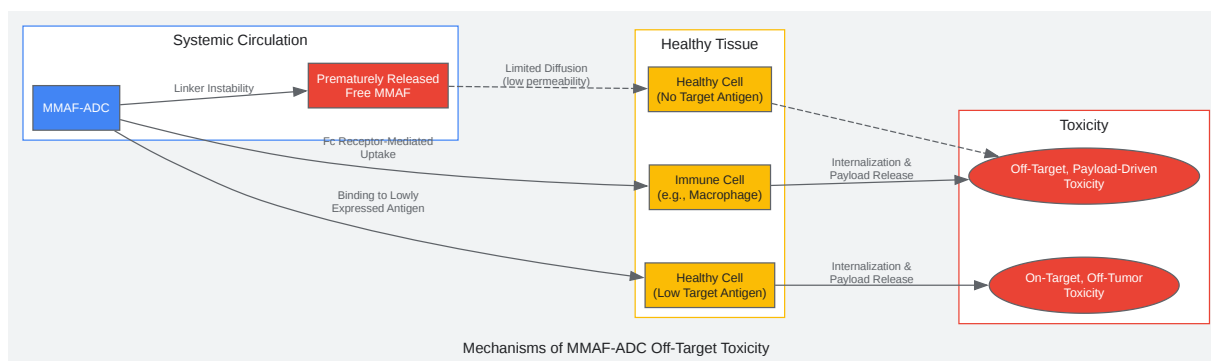 Systemic Circulation
MMAF-ADC
Linker Instability
Prematurely Released
Free MMAF
Limited Diffusion
(low permeability)
Fc Receptor-Mediated
Uptake
Binding to Lowly
Expressed Antigen
Healthy Tissue
Healthy Cell
(No Target Antigen)
Immune Cell
(e.g., Macrophage)
Healthy Cell
(Low Target Antigen)
Internalization &
Payload Release
Internalization &
Payload Release
Toxicity
Off-Target, Payload-Driven
Toxicity
On-Target, Off-Tumor
Toxicity
Mechanisms of MMAF-ADC Off-Target Toxicity